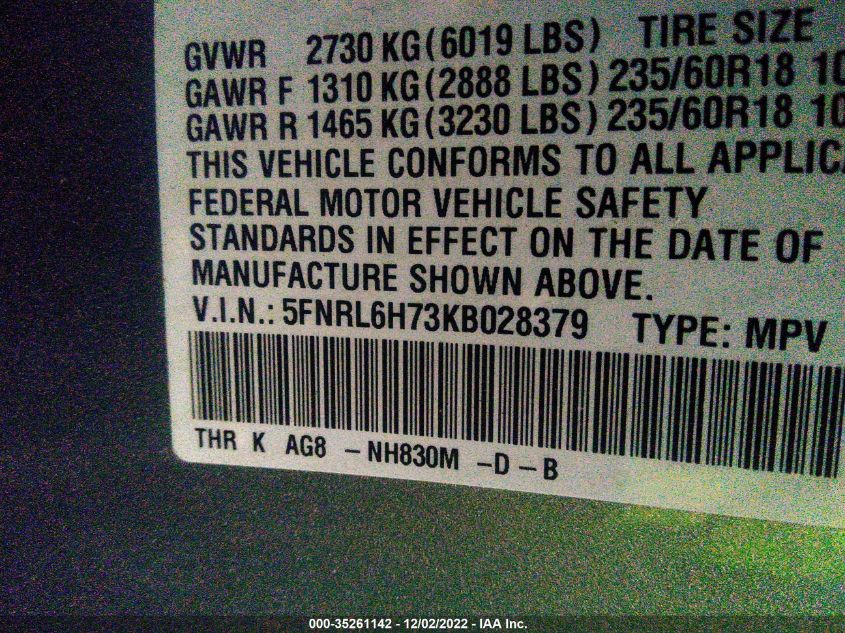 GVWR 2730 KG (6019 LBS) TIRE SIZE
GAWR F 1310 KG (2888 LBS) 235/60R18
GAWR R 1465 KG (3230 LBS) 235/60R18
THIS VEHICLE CONFORMS TO ALL
FEDERAL MOTOR VEHICLE SAFETY
STANDARDS IN EFFECT ON THE DATE OF
MANUFACTURE SHOWN ABOVE.
V.I.N.: 5FNRL6H73KB028379 TYPE: MPV
THR K AG8 -NH830M -D-B
000-35261142 - 12/02/2022 - IAA Inc.